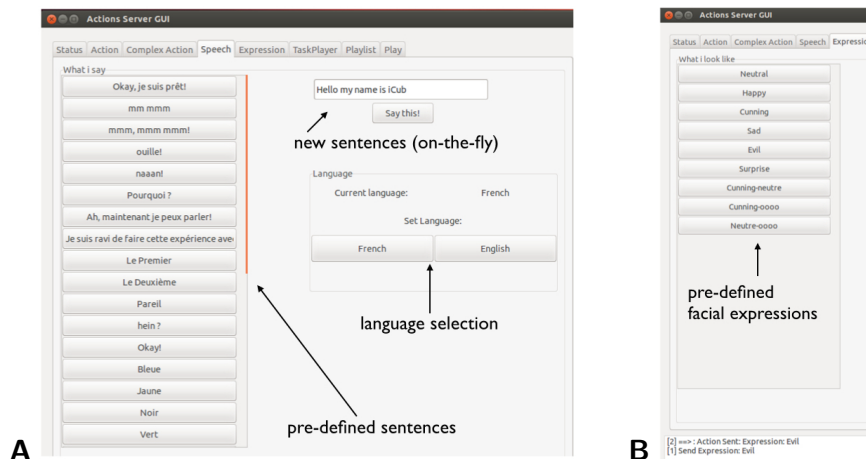 Actions Server GUI
Status Action Complex Action Speech Expression TaskPlayer Playlist Play
What i say
Okay, je suis prêt!
mm mmm
mmm, mmm mmm!
ouille!
naaan!
Pourquoi ?
Ah, maintenant je peux parler!
Je suis ravi de faire cette expérience ave
Le Premier
Le Deuxième
Pareil
hein ?
Okay!
Bleue
Jaune
Noir
Vert
Hello my name is iCub
Say this!
new sentences (on-the-fly)
Language
Current language: French
Set Language:
French English
language selection
pre-defined sentences
A
Actions Server GUI
Status Action Complex Action Speech Expressio
What i look like
Neutral
Happy
Cunning
Sad
Evil
Surprise
Cunning-neutre
Cunning-oooo
Neutre-oooo
pre-defined
facial expressions
[2] ==> : Action Sent: Expression: Evil
[1] Send Expression: Evil
B